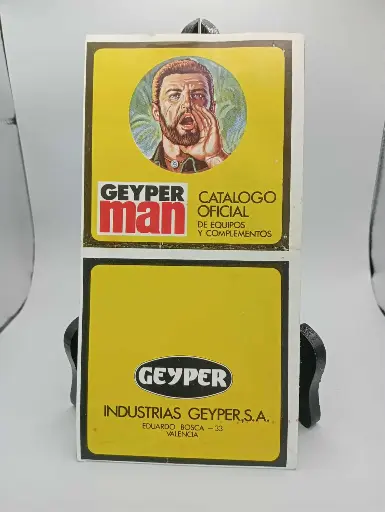 GEYPER
man
CATALOGO
OFICIAL
DE EQUIPOS
Y COMPLEMENTOS
GEYPER
INDUSTRIAS GEYPER,S.A.
EDUARDO BOSCA - 33
VALENCIA